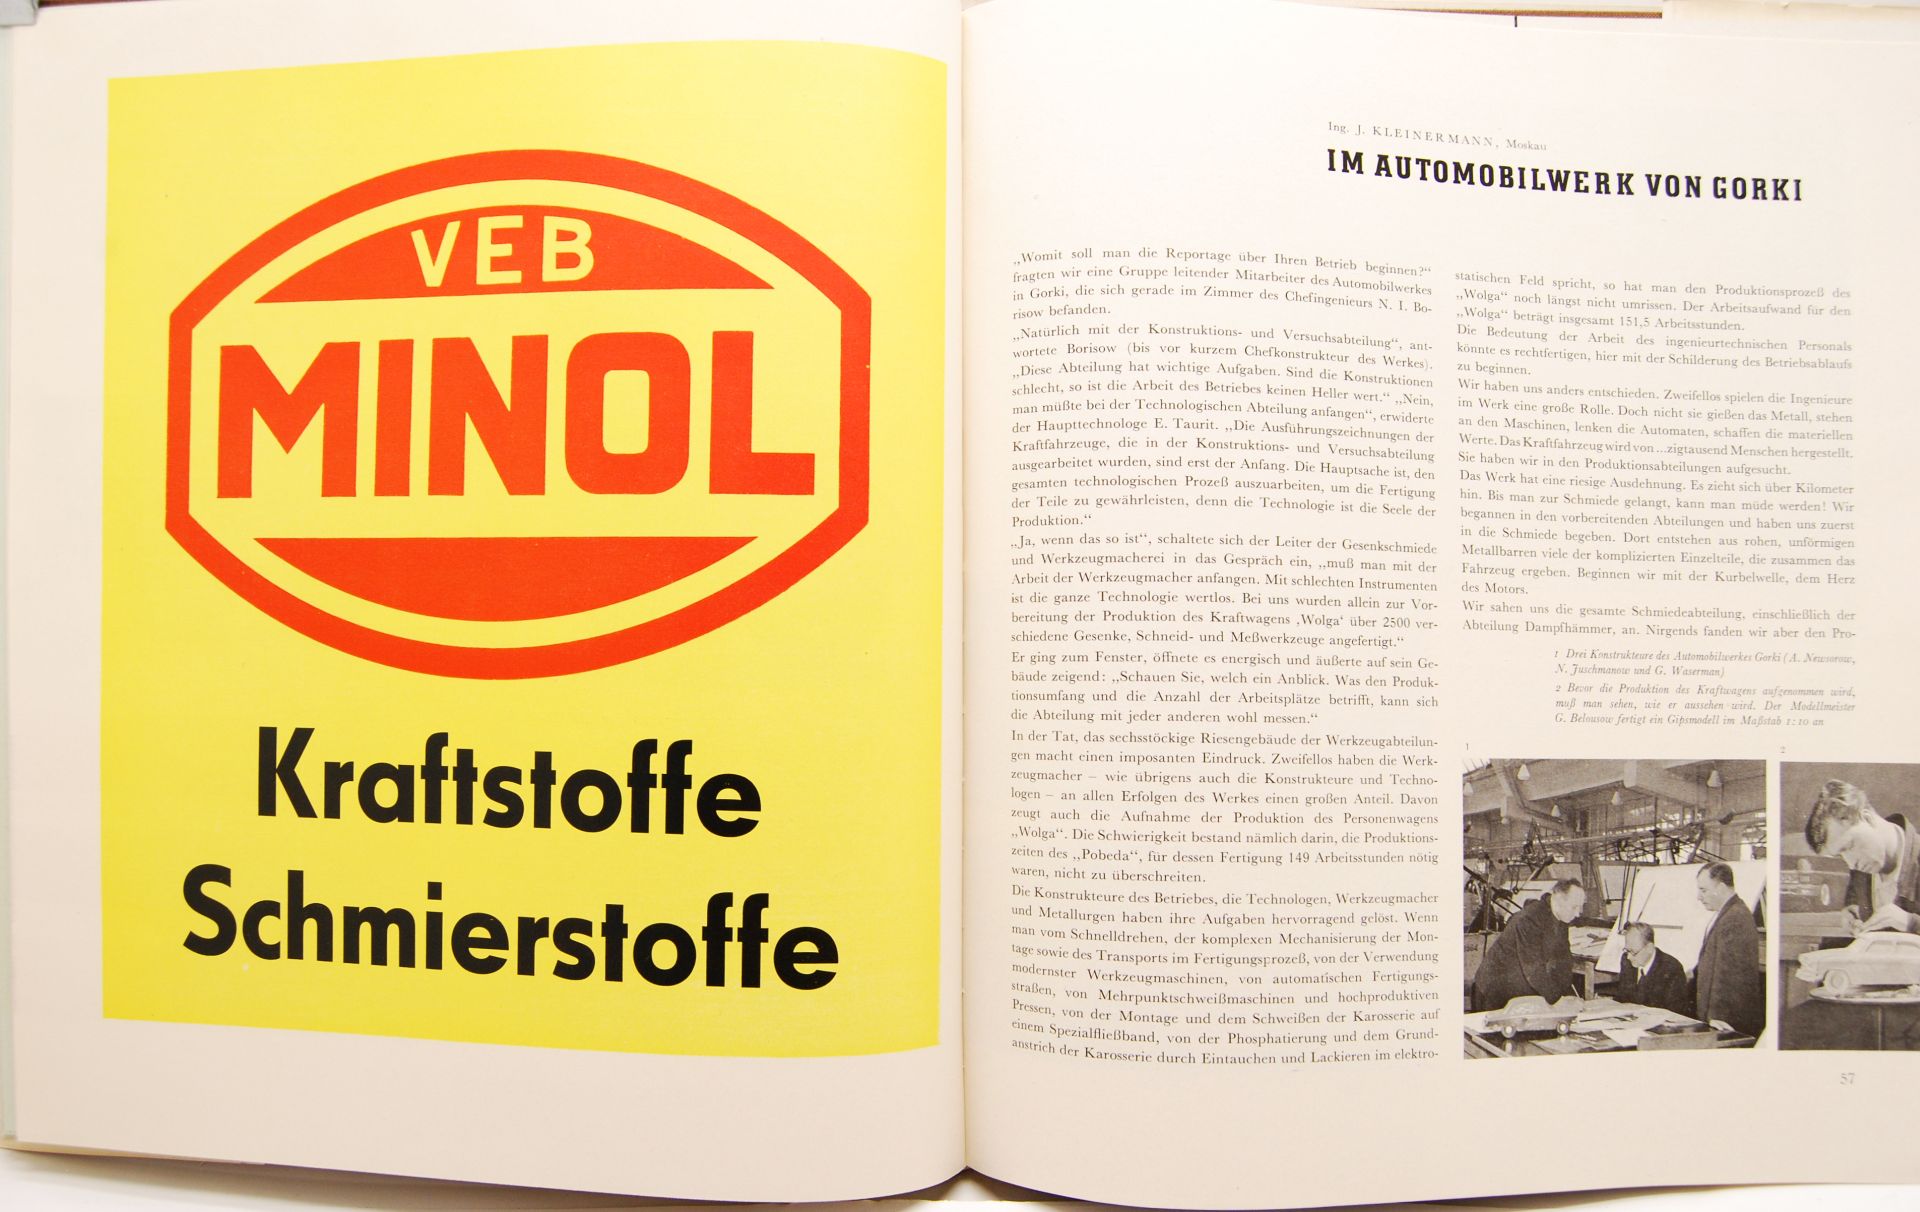 VEB
MINOL
Kraftstoffe
Schmierstoffe
Ing. J. KLEINERMANN, Moskau
IM AUTOMOBILWERK VON GORKI
„Womit soll man die Reportage über Ihren Betrieb beginnen?“
fragten wir eine Gruppe leitender Mitarbeiter des Automobilwerkes
in Gorki, die sich gerade im Zimmer des Chefingenieurs N. I. Bo-
risow befanden.
„Natürlich mit der Konstruktions- und Versuchsabteilung“, ant-
wortete Borisow (bis vor kurzem Chefkonstrukteur des Werkes).
„Diese Abteilung hat wichtige Aufgaben. Sind die Konstruktionen
schlecht, so ist die Arbeit des Betriebes keinen Heller wert.“ „Nein,
man müßte bei der Technologischen Abteilung anfangen“, erwiderte
der Haupttechnologe E. Taurit. „Die Ausführungszeichnungen der
Kraftfahrzeuge, die in der Konstruktions- und Versuchsabteilung
ausgearbeitet wurden, sind erst der Anfang. Die Hauptsache ist, den
gesamten technologischen Prozeß auszuarbeiten, um die Fertigung
der Teile zu gewährleisten, denn die Technologie ist die Seele der
Produktion.“
„Ja, wenn das so ist“, schaltete sich der Leiter der Gesenkschmiede
und Werkzeugmacherei in das Gespräch ein, „muß man mit der
Arbeit der Werkzeugmacher anfangen. Mit schlechten Instrumenten
ist die ganze Technologie wertlos. Bei uns wurden allein zur Vor-
bereitung der Produktion des Kraftwagens ‚Wolga‘ über 2500 ver-
schiedene Gesenke, Schneid- und Meßwerkzeuge angefertigt.“
Er ging zum Fenster, öffnete es energisch und äußerte auf sein Ge-
bäude zeigend: „Schauen Sie, welch ein Anblick. Was den Produk-
tionsumfang und die Anzahl der Arbeitsplätze betrifft, kann sich
die Abteilung mit jeder anderen wohl messen.“
In der Tat, das sechsstöckige Riesengebäude der Werkzeugabteilun-
gen macht einen imposanten Eindruck. Zweifellos haben die Werk-
zeugmacher – wie übrigens auch die Konstrukteure und Techno-
logen – an allen Erfolgen des Werkes einen großen Anteil. Davon
zeugt auch die Aufnahme der Produktion des Personenwagens
„Wolga“. Die Schwierigkeit bestand nämlich darin, die Produktions-
zeiten des „Pobeda“, für dessen Fertigung 149 Arbeitsstunden nötig
waren, nicht zu überschreiten.
Die Konstrukteure des Betriebes, die Technologen, Werkzeugmacher
und Metallurgen haben ihre Aufgaben hervorragend gelöst. Wenn
man vom Schnelldrehen, der komplexen Mechanisierung der Mon-
tage sowie des Transports im Fertigungsprozeß, von der Verwendung
modernster Werkzeugmaschinen, von automatischen Fertigungs-
straßen, von Mehrpunktschweißmaschinen und hochproduktiven
Pressen, von der Montage und dem Schweißen der Karosserie auf
einem Spezialfließband, von der Phosphatierung und dem Grund-
anstrich der Karosserie durch Eintauchen und Lackieren im elektro-
statischen Feld spricht, so hat man den Produktionsprozeß des
„Wolga“ noch längst nicht umrissen. Der Arbeitsaufwand für den
„Wolga“ beträgt insgesamt 151,5 Arbeitsstunden.
Die Bedeutung der Arbeit des ingenieurtechnischen Personals
könnte es rechtfertigen, hier mit der Schilderung des Betriebsablaufs
zu beginnen.
Wir haben uns anders entschieden. Zweifellos spielen die Ingenieure
im Werk eine große Rolle. Doch nicht sie gießen das Metall, stehen
an den Maschinen, lenken die Automaten, schaffen die materiellen
Werte. Das Kraftfahrzeug wird von ...zigtausend Menschen hergestellt.
Sie haben wir in den Produktionsabteilungen aufgesucht.
Das Werk hat eine riesige Ausdehnung. Es zieht sich über Kilometer
hin. Bis man zur Schmiede gelangt, kann man müde werden! Wir
begannen in den vorbereitenden Abteilungen und haben uns zuerst
in die Schmiede begeben. Dort entstehen aus rohen, unförmigen
Metallbarren viele der komplizierten Einzelteile, die zusammen das
Fahrzeug ergeben. Beginnen wir mit der Kurbelwelle, dem Herz
des Motors.
Wir sahen uns die gesamte Schmiedeabteilung, einschließlich der
Abteilung Dampfhämmer, an. Nirgends fanden wir aber den Pro-
1 Drei Konstrukteure des Automobilwerkes Gorki (A. Newsorow,
N. Juschmanow und G. Waserman)
2 Bevor die Produktion des Kraftwagens aufgenommen wird,
muß man sehen, wie er aussehen wird. Der Modellmeister
G. Belousow fertigt ein Gipsmodell im Maßstab 1:10 an
1
2
57